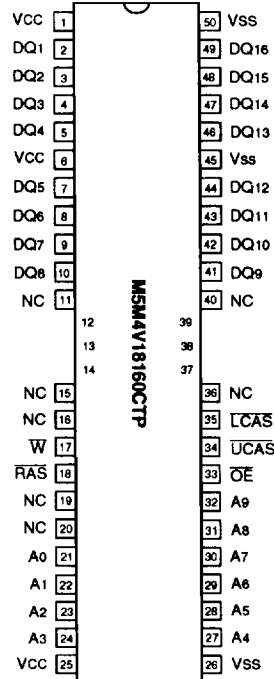 VCC 1 50 VSS
DQ1 2 49 DQ16
DQ2 3 48 DQ15
DQ3 4 47 DQ14
DQ4 5 46 DQ13
VCC 6 45 Vss
DQ5 7 44 DQ12
DQ6 8 43 DQ11
DQ7 9 42 DQ10
DQ8 10 41 DQ9
NC 11 40 NC
12 39
13 38
14 37
M5M4V18160CTP
NC 15 36 NC
NC 16 35 LCAS
W 17 34 UCAS
RAS 18 33 OE
NC 19 32 A9
NC 20 31 A8
A0 21 30 A7
A1 22 29 A6
A2 23 28 A5
A3 24 27 A4
VCC 25 26 VSS